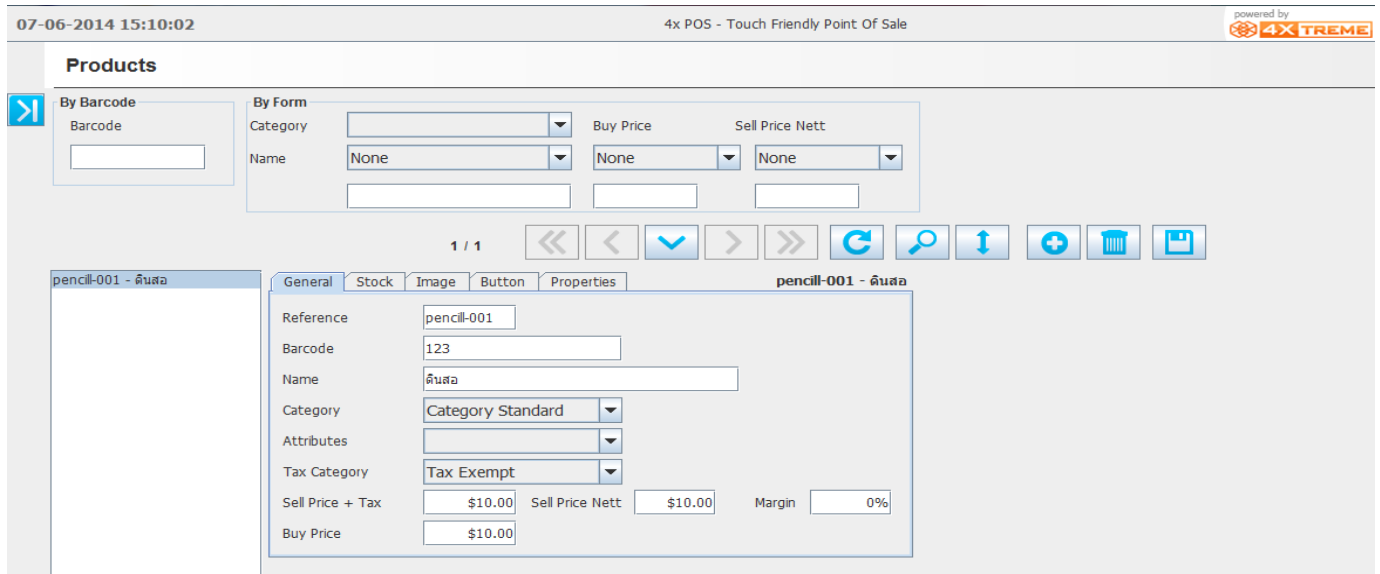 07-06-2014 15:10:02 4x POS - Touch Friendly Point Of Sale powered by
4XTREME
Products
By Barcode By Form
Barcode Category Buy Price Sell Price Nett
Name None None None
1 / 1
pencill-001 - ดินสอ General Stock Image Button Properties pencill-001 - ดินสอ
Reference pencill-001
Barcode 123
Name ดินสอ
Category Category Standard
Attributes
Tax Category Tax Exempt
Sell Price + Tax $10.00 Sell Price Nett $10.00 Margin 0%
Buy Price $10.00